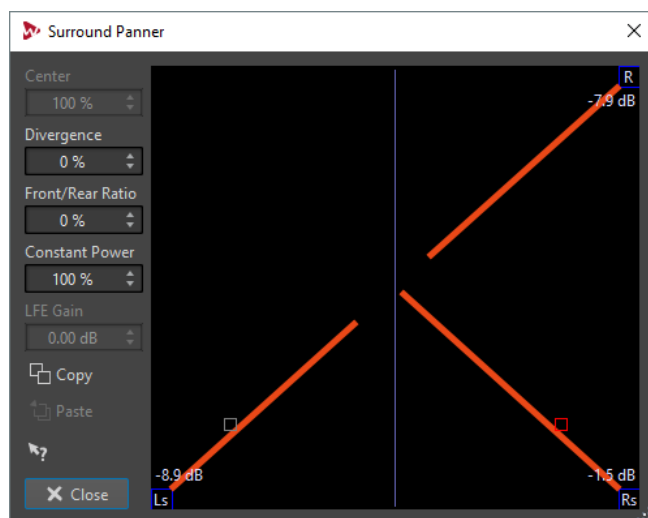 Surround Panner
Center
100 %
Divergence
0 %
Front/Rear Ratio
0 %
Constant Power
100 %
LFE Gain
0.00 dB
Copy
Paste
?
Close
R
-7.9 dB
-8.9 dB
Ls
-1.5 dB
Rs